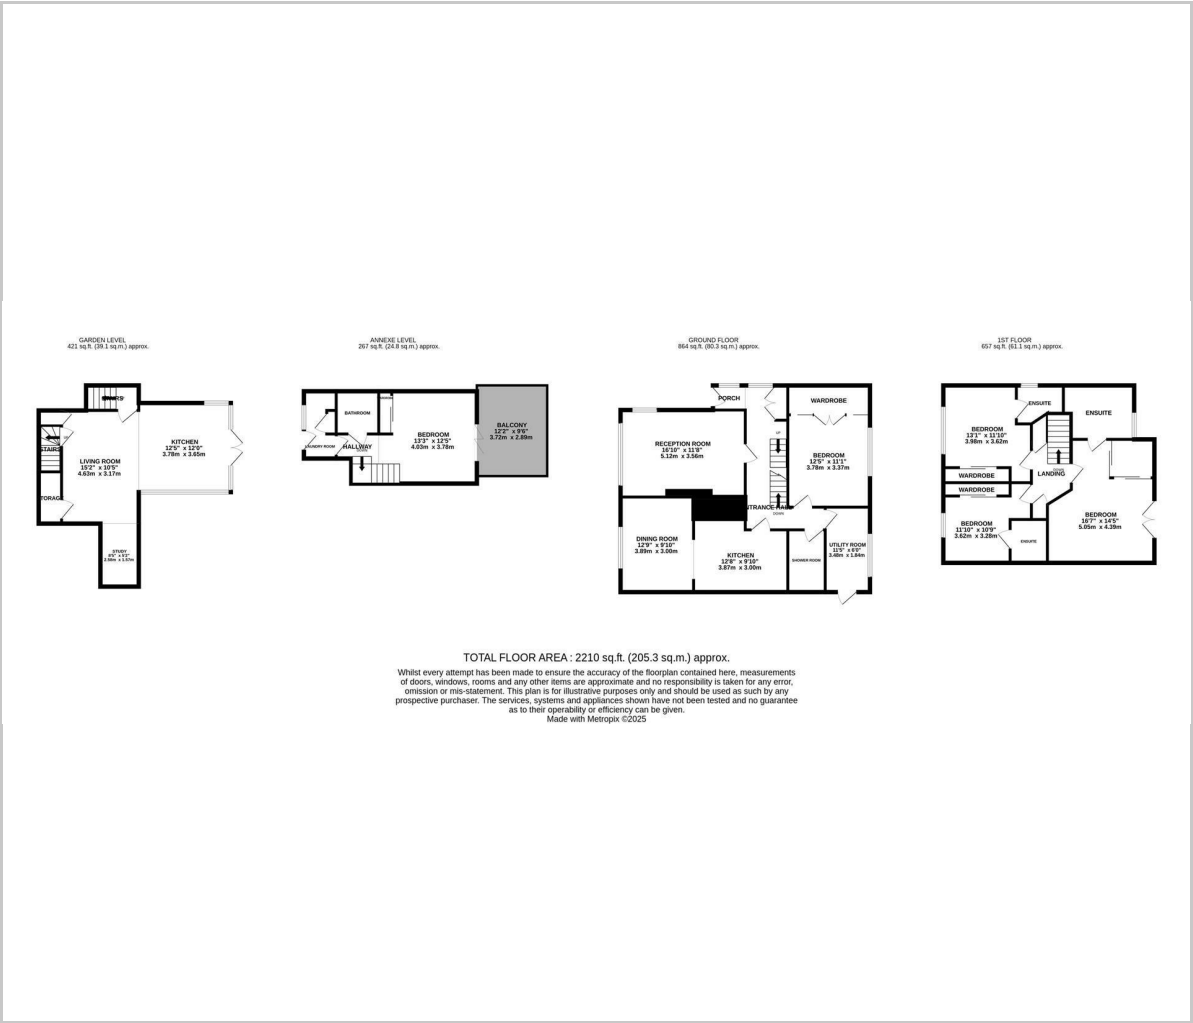 GARDEN LEVEL
421 sq.ft. (39.1 sq.m.) approx.
STAIRS
STAIRS
UP
LIVING ROOM
15'2" x 10'5"
4.63m x 3.17m
KITCHEN
12'5" x 12'0"
3.78m x 3.65m
STORAGE
STUDY
ANNEXE LEVEL
267 sq.ft. (24.8 sq.m.) approx.
BATHROOM
LAUNDRY ROOM
HALLWAY
DOWN
BEDROOM
13'3" x 12'5"
4.03m x 3.78m
BALCONY
12'2" x 9'6"
3.72m x 2.89m
GROUND FLOOR
864 sq.ft. (80.3 sq.m.) approx.
PORCH
WARDROBE
RECEPTION ROOM
16'10" x 11'8"
5.12m x 3.56m
UP
BEDROOM
12'5" x 11'1"
3.78m x 3.37m
ENTRANCE HALL
DOWN
DINING ROOM
12'9" x 9'10"
3.89m x 3.00m
KITCHEN
12'8" x 9'10"
3.87m x 3.00m
SHOWER ROOM
UTILITY ROOM
11'5" x 6'0"
3.48m x 1.84m
1ST FLOOR
657 sq.ft. (61.1 sq.m.) approx.
ENSUITE
ENSUITE
BEDROOM
13'1" x 11'10"
3.98m x 3.62m
WARDROBE
DOWN
LANDING
WARDROBE
BEDROOM
11'10" x 10'9"
3.62m x 3.28m
ENSUITE
BEDROOM
16'7" x 14'5"
5.05m x 4.39m
TOTAL FLOOR AREA : 2210 sq.ft. (205.3 sq.m.) approx.
Whilst every attempt has been made to ensure the accuracy of the floorplan contained here, measurements
of doors, windows, rooms and any other items are approximate and no responsibility is taken for any error,
omission or mis-statement. This plan is for illustrative purposes only and should be used as such by any
prospective purchaser. The services, systems and appliances shown have not been tested and no guarantee
as to their operability or efficiency can be given.
Made with Metropix ©2025